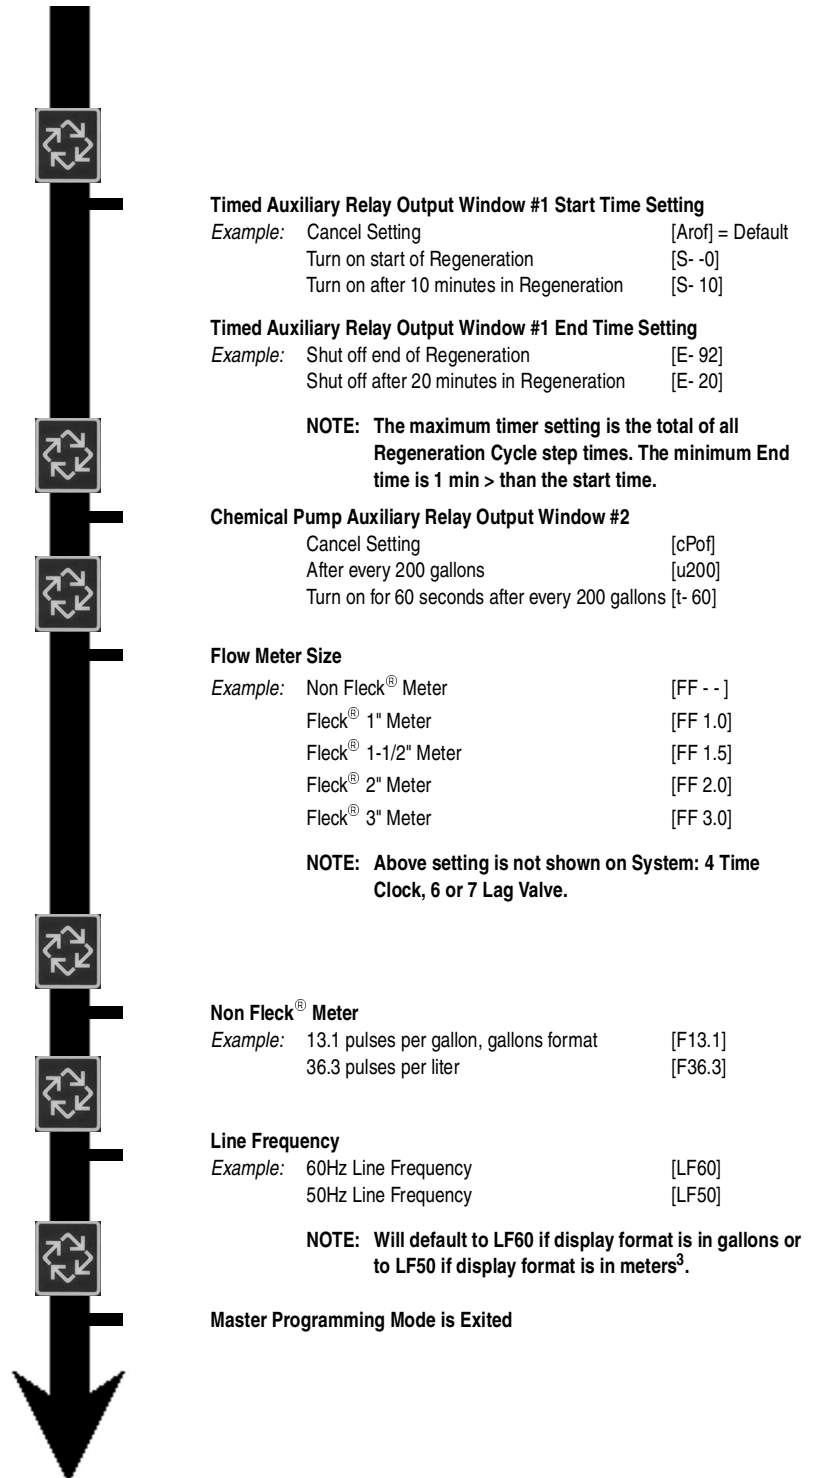 Timed Auxiliary Relay Output Window #1 Start Time Setting
Example: Cancel Setting [Arof] = Default
Turn on start of Regeneration [S- -0]
Turn on after 10 minutes in Regeneration [S- 10]
Timed Auxiliary Relay Output Window #1 End Time Setting
Example: Shut off end of Regeneration [E- 92]
Shut off after 20 minutes in Regeneration [E- 20]
NOTE: The maximum timer setting is the total of all
Regeneration Cycle step times. The minimum End
time is 1 min > than the start time.
Chemical Pump Auxiliary Relay Output Window #2
Cancel Setting [cPof]
After every 200 gallons [u200]
Turn on for 60 seconds after every 200 gallons [t- 60]
Flow Meter Size
Example: Non Fleck® Meter [FF - - ]
Fleck® 1" Meter [FF 1.0]
Fleck® 1-1/2" Meter [FF 1.5]
Fleck® 2" Meter [FF 2.0]
Fleck® 3" Meter [FF 3.0]
NOTE: Above setting is not shown on System: 4 Time
Clock, 6 or 7 Lag Valve.
Non Fleck® Meter
Example: 13.1 pulses per gallon, gallons format [F13.1]
36.3 pulses per liter [F36.3]
Line Frequency
Example: 60Hz Line Frequency [LF60]
50Hz Line Frequency [LF50]
NOTE: Will default to LF60 if display format is in gallons or
to LF50 if display format is in meters³.
Master Programming Mode is Exited